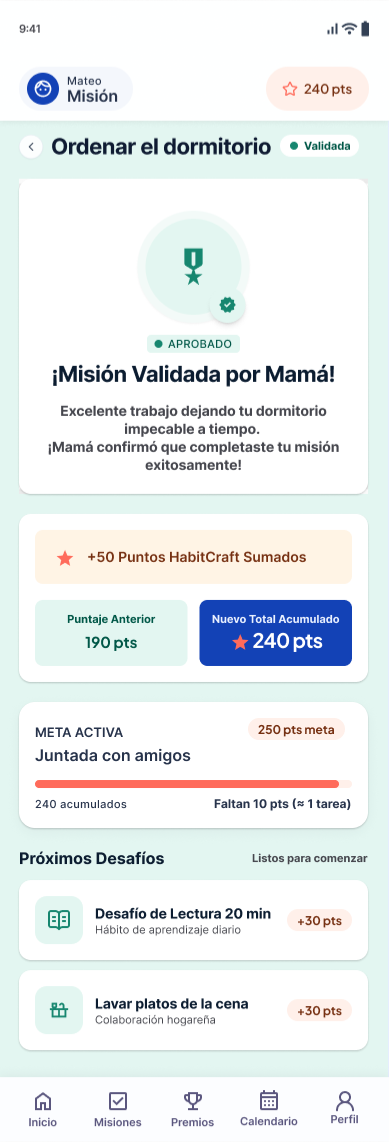 9:41
Mateo
Misión
240 pts
Ordenar el dormitorio
Validada
APROBADO
¡Misión Validada por Mamá!
Excelente trabajo dejando tu dormitorio
impecable a tiempo.
¡Mamá confirmó que completaste tu misión
exitosamente!
+50 Puntos HabitCraft Sumados
Puntaje Anterior
190 pts
Nuevo Total Acumulado
240 pts
META ACTIVA
250 pts meta
Juntada con amigos
240 acumulados
Faltan 10 pts (≈ 1 tarea)
Próximos Desafíos
Listos para comenzar
Desafío de Lectura 20 min
Hábito de aprendizaje diario
+30 pts
Lavar platos de la cena
Colaboración hogareña
+30 pts
Inicio
Misiones
Premios
Calendario
Perfil